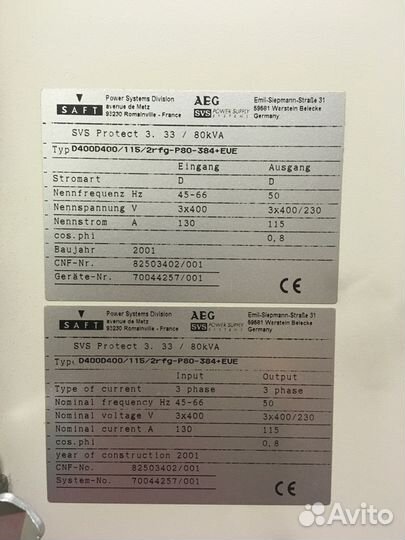 SAFT
Power Systems Division
avenue de Metz
93230 Romainville - France
AEG
SVS POWER SUPPLY SYSTEMS
Emil-Siepmann-Straße 31
59581 Warstein Belecke
Germany
SVS Protect 3. 33 / 80kVA
Typ D400D400/115/2rfg-P80-384+EUE
Eingang Ausgang
Stromart D D
Nennfrequenz Hz 45-66 50
Nennspannung V 3x400 3x400/230
Nennstrom A 130 115
cos.phi 0,8
Baujahr 2001
CNF-Nr. 82503402/001
Geräte-Nr. 70044257/001
CE
SAFT
Power Systems Division
avenue de Metz
93230 Romainville - France
AEG
SVS POWER SUPPLY SYSTEMS
Emil-Siepmann-Straße 31
59581 Warstein Belecke
Germany
SVS Protect 3. 33 / 80kVA
Type D400D400/115/2rfg-P80-384+EUE
Input Output
Type of current 3 phase 3 phase
Nominal frequency Hz 45-66 50
Nominal voltage V 3x400 3x400/230
Nominal current A 130 115
cos.phi 0,8
year of construction 2001
CNF-No. 82503402/001
System-No. 70044257/001
CE
Avito